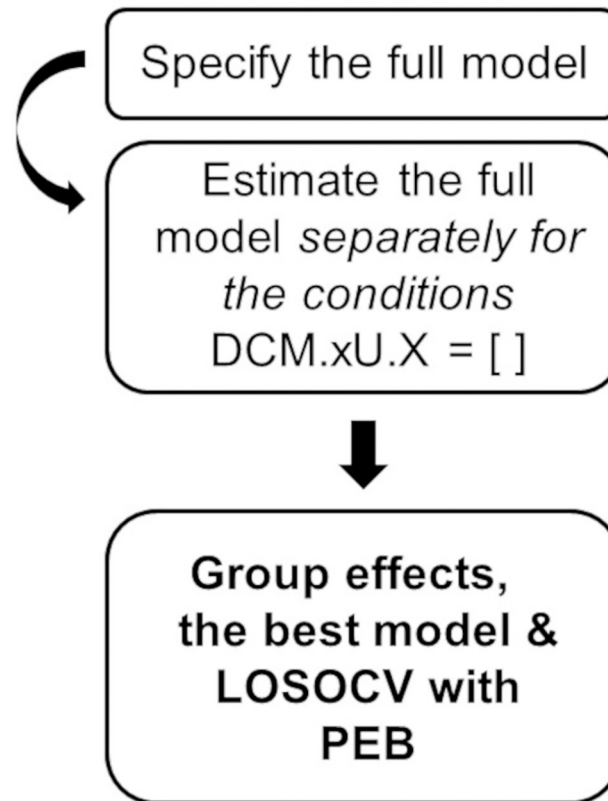 Specify the full model
Estimate the full
model separately for
the conditions
DCM.xU.X = [ ]
Group effects,
the best model &
LOSOCV with
PEB